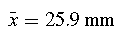 x̄ = 25.9 mm